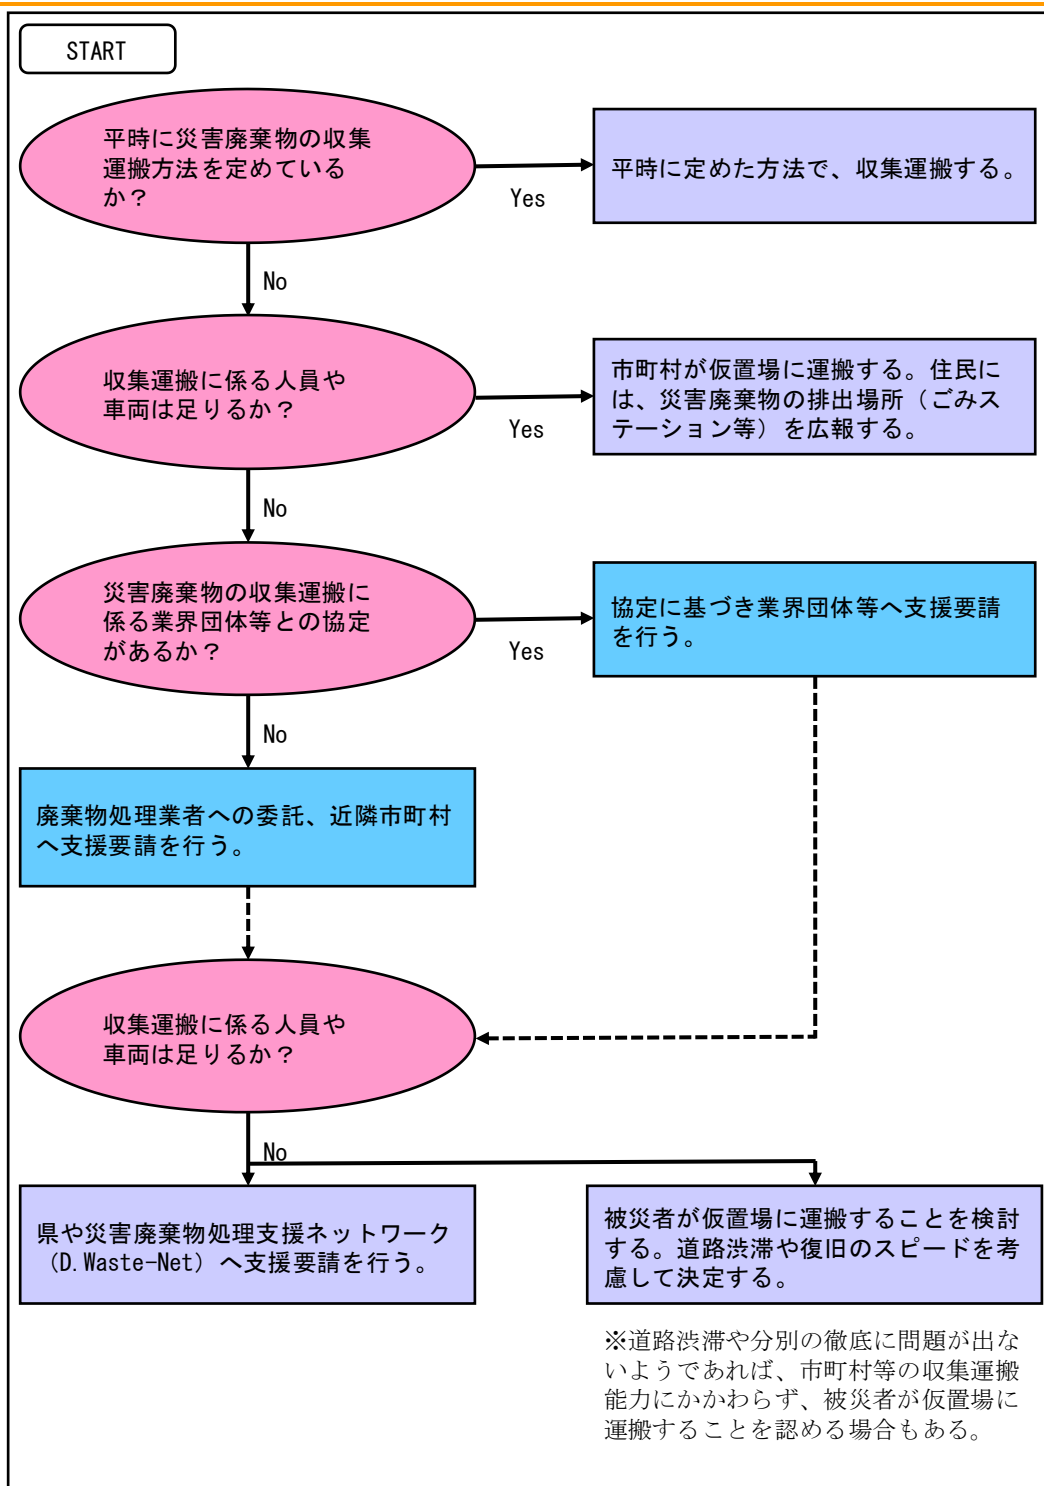 START
平時に災害廃棄物の収集
運搬方法を定めている
か？
平時に定めた方法で、収集運搬する。
Yes
No
収集運搬に係る人員や
車両は足りるか？
市町村が仮置場に運搬する。住民に
は、災害廃棄物の排出場所（ごみス
テーション等）を広報する。
Yes
No
災害廃棄物の収集運搬に
係る業界団体等との協定
があるか？
協定に基づき業界団体等へ支援要請
を行う。
Yes
No
廃棄物処理業者への委託、近隣市町村
へ支援要請を行う。
収集運搬に係る人員や
車両は足りるか？
No
県や災害廃棄物処理支援ネットワーク
（D.Waste-Net）へ支援要請を行う。
被災者が仮置場に運搬することを検討
する。道路渋滞や復旧のスピードを考
慮して決定する。
※道路渋滞や分別の徹底に問題が出な
いようであれば、市町村等の収集運搬
能力にかかわらず、被災者が仮置場に
運搬することを認める場合もある。